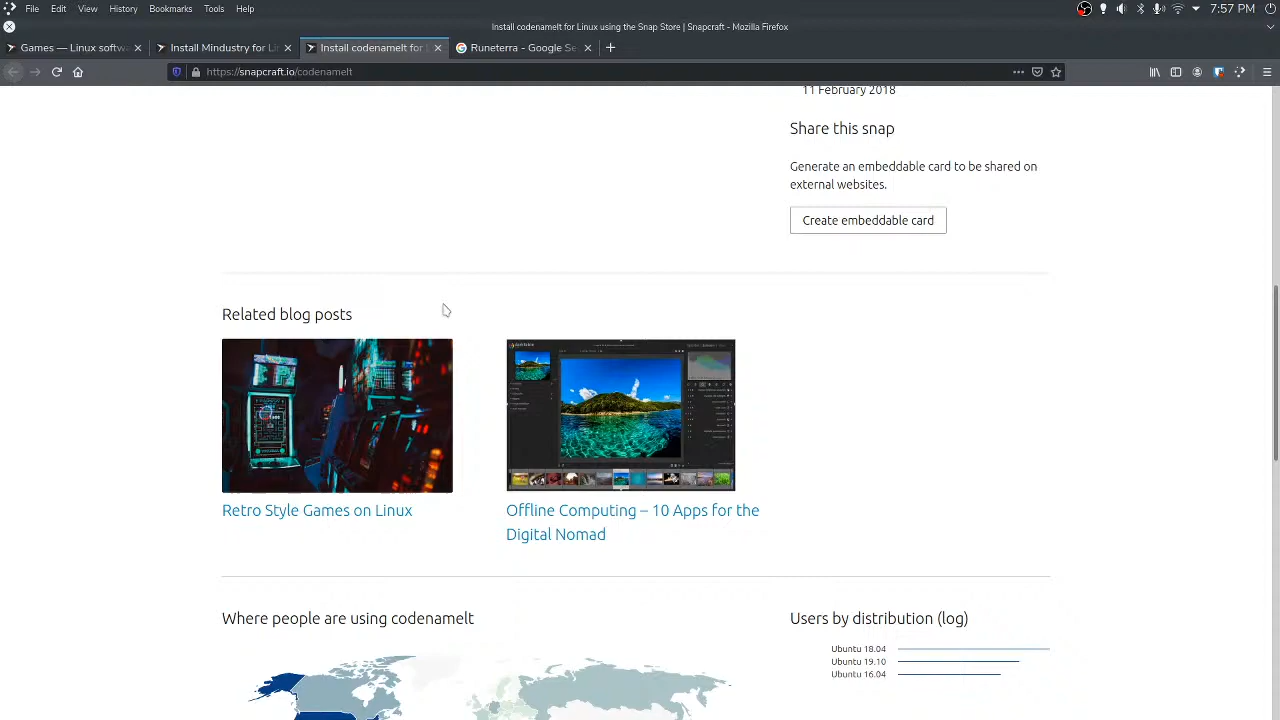 File Edit View History Bookmarks Tools Help
7:57 PM
Install codenamelt for Linux using the Snap Store | Snapcraft - Mozilla Firefox
Games — Linux softwa
Install Mindustry for Lin
Install codenamelt for L
Runeterra - Google Se
https://snapcraft.io/codenamelt
11 February 2018
Share this snap
Generate an embeddable card to be shared on
external websites.
Create embeddable card
Related blog posts
Retro Style Games on Linux
Offline Computing – 10 Apps for the
Digital Nomad
Where people are using codenamelt
Users by distribution (log)
Ubuntu 18.04
Ubuntu 19.10
Ubuntu 16.04